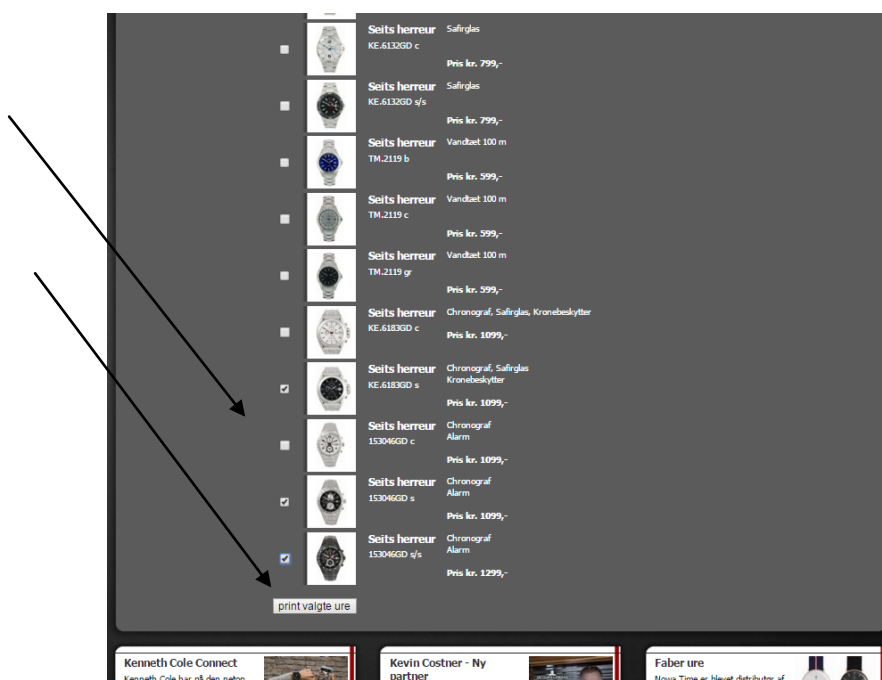 Seits herreur Safirglas
KE.6132GD c
Pris kr. 799,-
Seits herreur Safirglas
KE.6132GD s/s
Pris kr. 799,-
Seits herreur Vandtæt 100 m
TM.2119 b
Pris kr. 599,-
Seits herreur Vandtæt 100 m
TM.2119 c
Pris kr. 599,-
Seits herreur Vandtæt 100 m
TM.2119 gr
Pris kr. 599,-
Seits herreur Chronograf, Safirglas, Kronebeskytter
KE.6183GD c
Pris kr. 1099,-
Seits herreur Chronograf, Safirglas
KE.6183GD s Kronebeskytter
Pris kr. 1099,-
Seits herreur Chronograf
153046GD c Alarm
Pris kr. 1099,-
Seits herreur Chronograf
153046GD s Alarm
Pris kr. 1099,-
Seits herreur Chronograf
153046GD s/s Alarm
Pris kr. 1299,-
print valgte ure
Kenneth Cole Connect
Kenneth Cole har på den
Kevin Costner - Ny
partner
Faber ure
Nowa Time er blevet distributør af